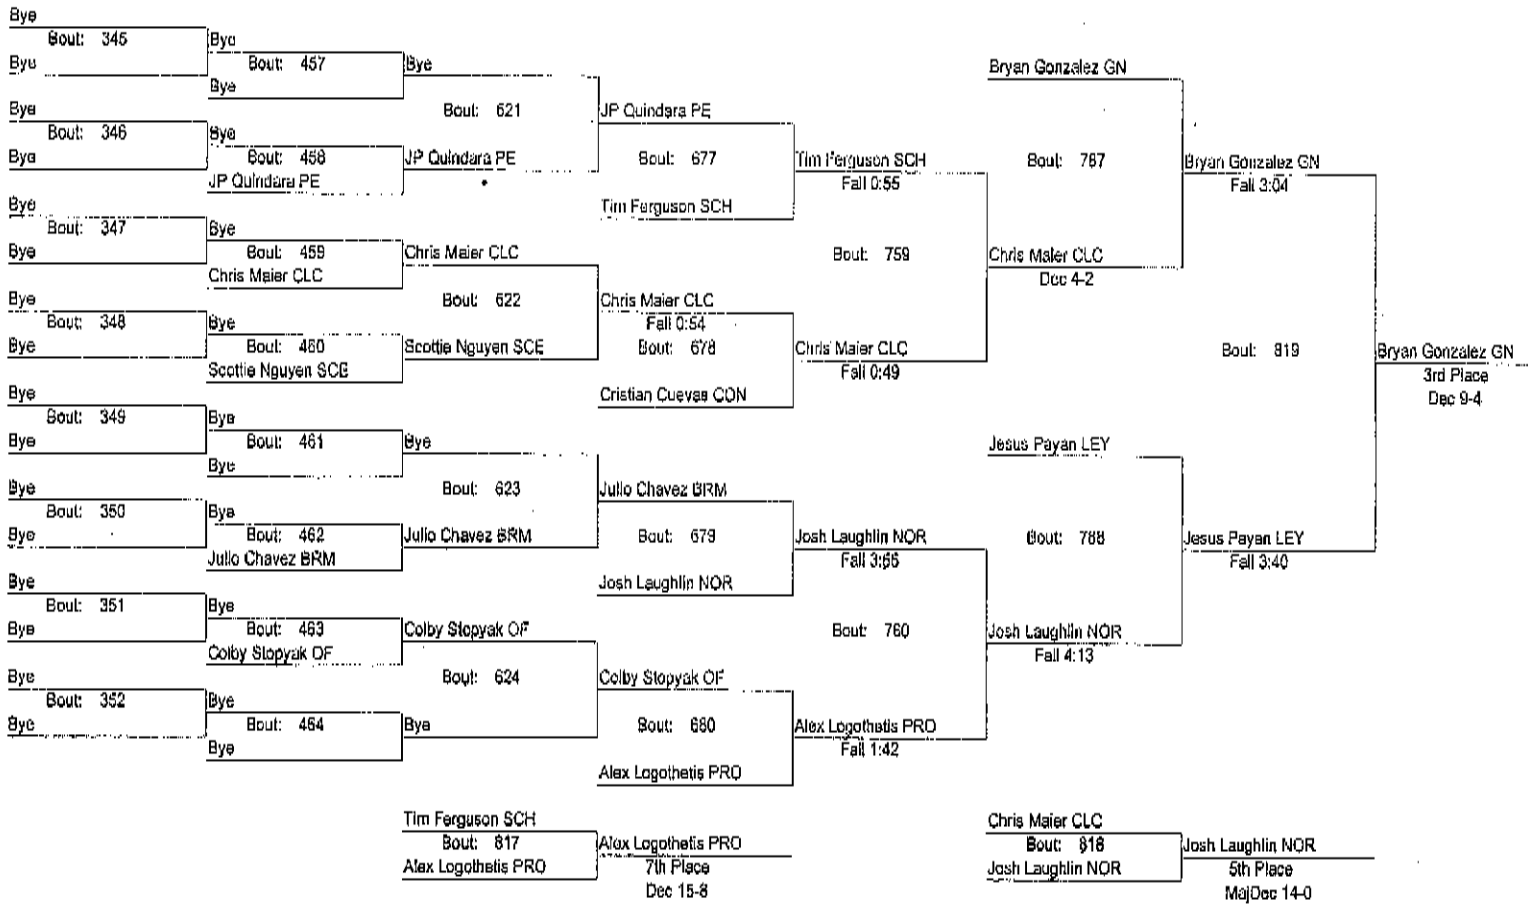 Bye
Bout: 345
Bye
Bye
Bout: 346
Bye
Bye
Bout: 347
Bye
Bye
Bout: 348
Bye
Bye
Bout: 349
Bye
Bye
Bout: 350
Bye
Bye
Bout: 351
Bye
Bye
Bout: 352
Bye
Bye
Bout: 457
Bye
Bye
Bout: 458
JP Quindara PE
Bye
Bout: 459
Chris Maier CLC
Bye
Bout: 460
Scottie Nguyen SCE
Bye
Bout: 461
Bye
Bye
Bout: 462
Julio Chavez BRM
Bye
Bout: 463
Colby Stopyak OF
Bye
Bout: 464
Bye
Bye
Bout: 621
JP Quindara PE
Chris Maier CLC
Bout: 622
Scottie Nguyen SCE
Bye
Bout: 623
Julio Chavez BRM
Colby Stopyak OF
Bout: 624
Bye
JP Quindara PE
Bout: 677
Tim Ferguson SCH
Chris Maier CLC
Fall 0:54
Bout: 678
Cristian Cuevas CON
Julio Chavez BRM
Bout: 679
Josh Laughlin NOR
Colby Stopyak OF
Bout: 680
Alex Logothetis PRO
Tim Ferguson SCH
Fall 0:55
Bout: 759
Chris Maier CLC
Fall 0:49
Josh Laughlin NOR
Fall 3:56
Bout: 760
Alex Logothetis PRO
Fall 1:42
Bryan Gonzalez GN
Bout: 787
Chris Maier CLC
Dec 4-2
Jesus Payan LEY
Bout: 788
Josh Laughlin NOR
Fall 4:13
Bryan Gonzalez GN
Fall 3:04
Bout: 819
Jesus Payan LEY
Fall 3:40
Bryan Gonzalez GN
3rd Place
Dec 9-4
Tim Ferguson SCH
Bout: 817
Alex Logothetis PRO
Alex Logothetis PRO
7th Place
Dec 15-8
Chris Maier CLC
Bout: 818
Josh Laughlin NOR
Josh Laughlin NOR
5th Place
MajDec 14-0